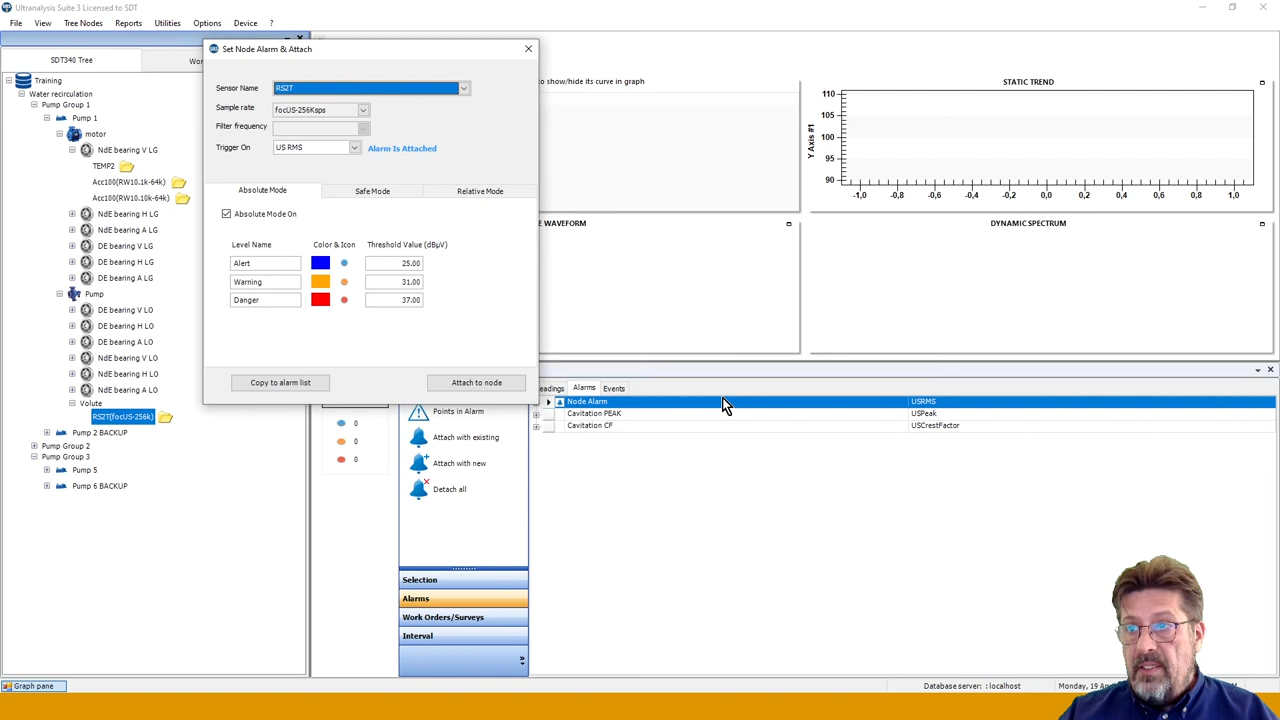 Ultranalysis Suite 3 Licensed to SDT
File View Tree Nodes Reports Utilities Options Device ?
SDT340 Tree
Wor
Training
Water recirculation
Pump Group 1
Pump 1
motor
NdE bearing V LG
TEMP2
Acc100(RW10.1k-64k)
Acc100(RW10.10k-64k)
NdE bearing H LG
NdE bearing A LG
DE bearing V LG
DE bearing H LG
DE bearing A LG
Pump
DE bearing V LO
DE bearing H LO
DE bearing A LO
NdE bearing V LO
NdE bearing H LO
NdE bearing A LO
Volute
RS2T(focUS-256k)
Pump 2 BACKUP
Pump Group 2
Pump Group 3
Pump 5
Pump 6 BACKUP
Graph pane
Set Node Alarm & Attach
Sensor Name RS2T
Sample rate focUS-256Ksps
Filter frequency
Trigger On US RMS Alarm Is Attached
Absolute Mode Safe Mode Relative Mode
Absolute Mode On
Level Name Color & Icon Threshold Value (dBµV)
Alert 25.00
Warning 31.00
Danger 37.00
Copy to alarm list Attach to node
to show/hide its curve in graph
STATIC TREND
Y Axis #1
110
105
100
95
90
-1,0 -0,8 -0,6 -0,4 -0,2 0,0 0,2 0,4 0,6 0,8 1,0
WAVEFORM
DYNAMIC SPECTRUM
eadings Alarms Events
Node Alarm USRMS
Cavitation PEAK USPeak
Cavitation CF USCrestFactor
0
0
0
Points in Alarm
Attach with existing
Attach with new
Detach all
Selection
Alarms
Work Orders/Surveys
Interval
Database server: : localhost
Monday, 19 Ap